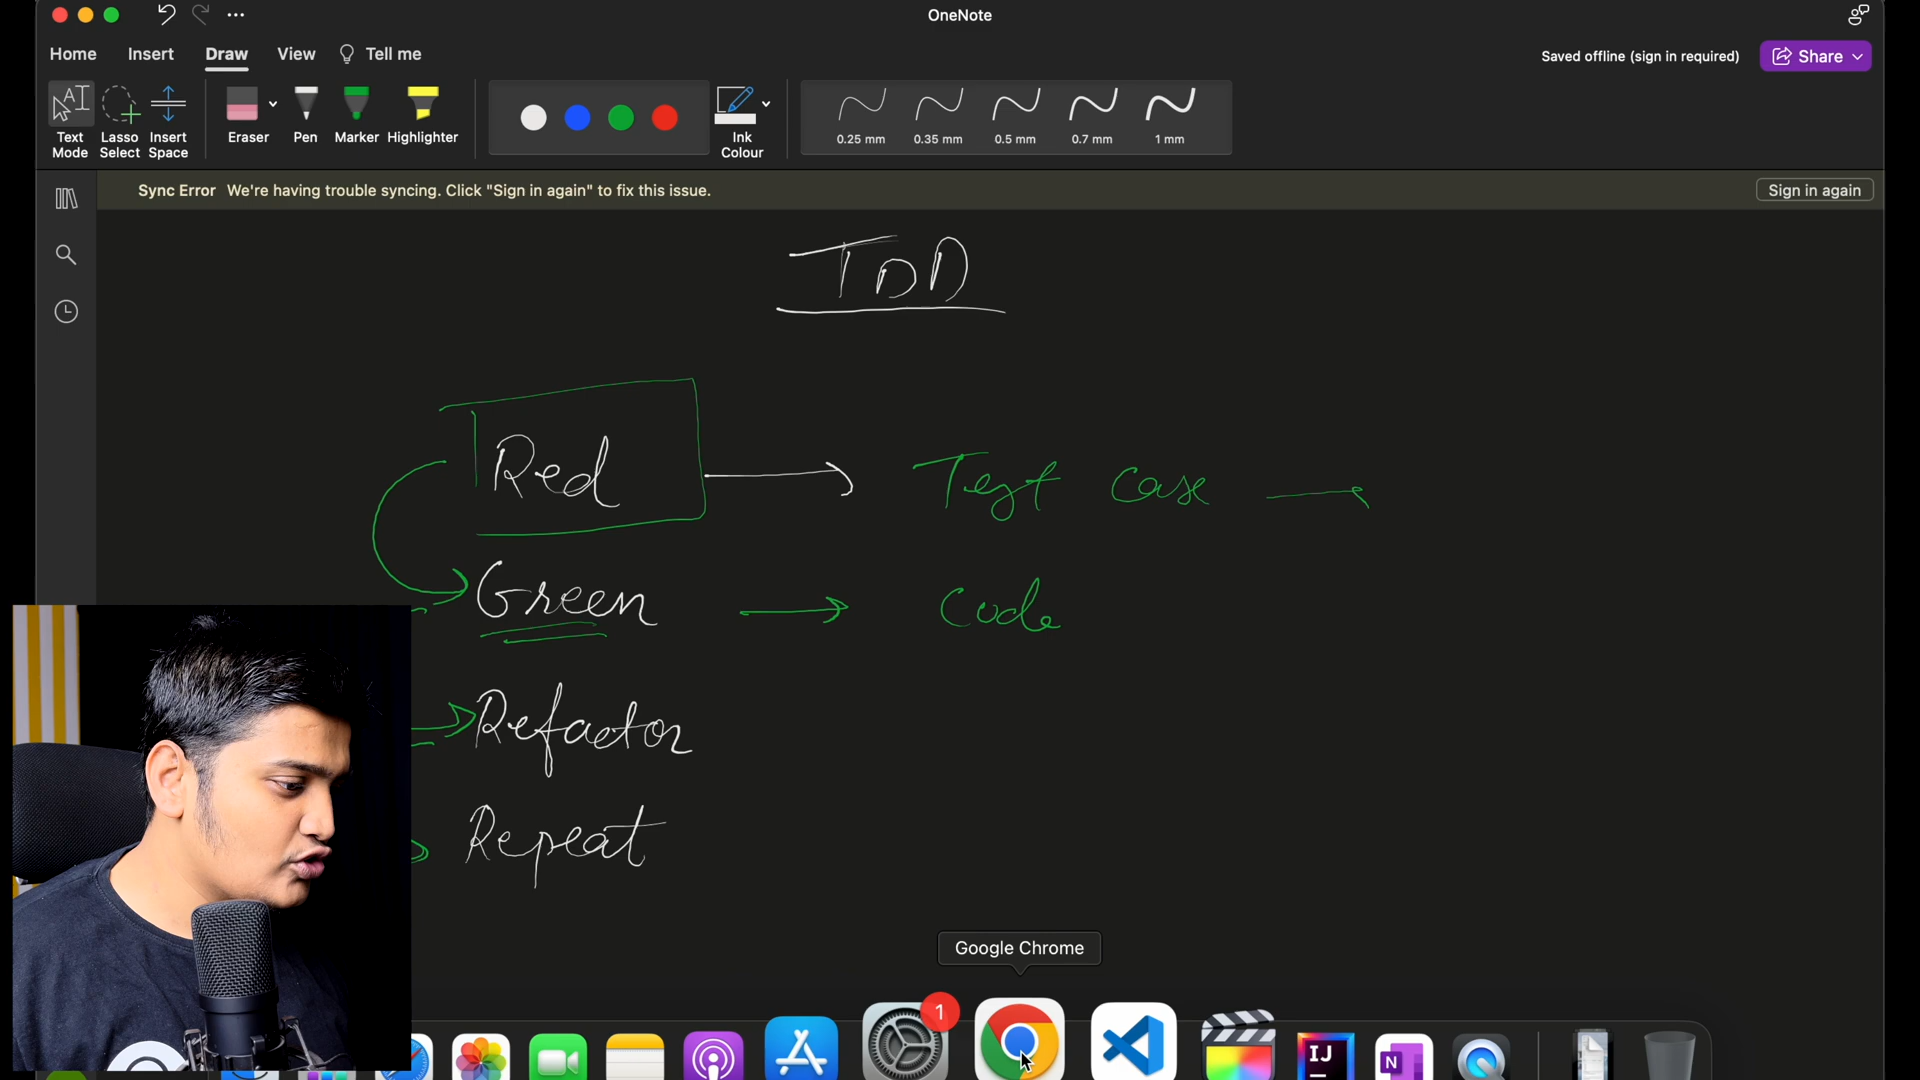 OneNote
Home Insert Draw View Tell me
Saved offline (sign in required) Share
Text Mode
Lasso Select
Insert Space
Eraser
Pen
Marker
Highlighter
Ink Colour
0.25 mm
0.35 mm
0.5 mm
0.7 mm
1 mm
Sync Error We're having trouble syncing. Click "Sign in again" to fix this issue.
Sign in again
TDD
Red → Test case →
Green → Code
Refactor
Repeat
Google Chrome
1
IJ
N